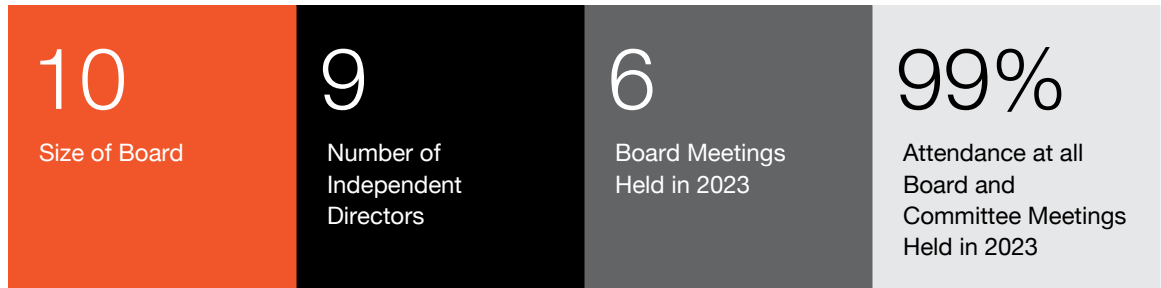 10
Size of Board
9
Number of
Independent
Directors
6
Board Meetings
Held in 2023
99%
Attendance at all
Board and
Committee Meetings
Held in 2023